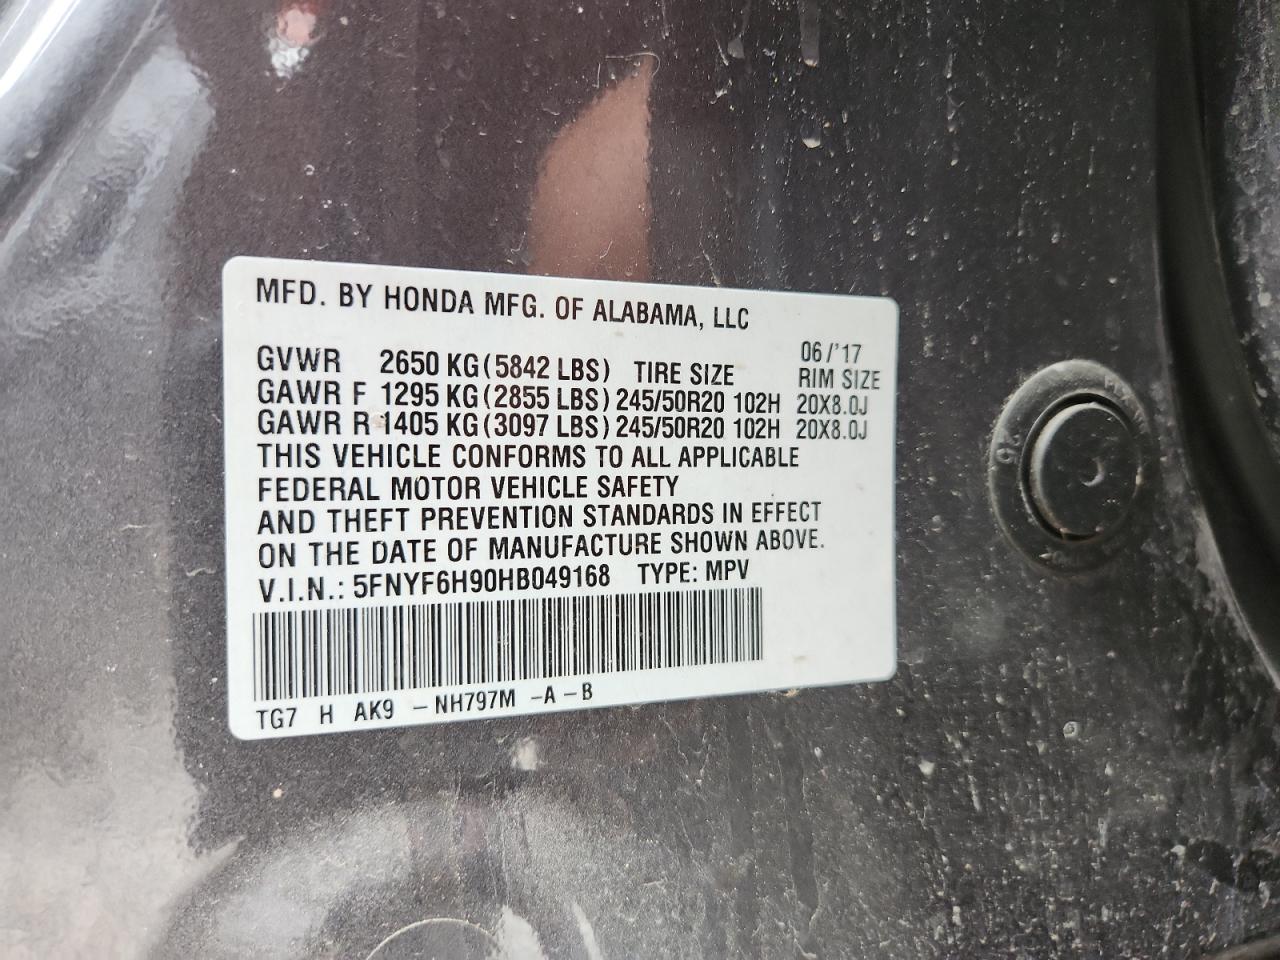 MFD. BY HONDA MFG. OF ALABAMA, LLC
06/'17
GVWR 2650 KG (5842 LBS) TIRE SIZE RIM SIZE
GAWR F 1295 KG (2855 LBS) 245/50R20 102H 20X8.0J
GAWR R 1405 KG (3097 LBS) 245/50R20 102H 20X8.0J
THIS VEHICLE CONFORMS TO ALL APPLICABLE
FEDERAL MOTOR VEHICLE SAFETY
AND THEFT PREVENTION STANDARDS IN EFFECT
ON THE DATE OF MANUFACTURE SHOWN ABOVE.
V.I.N.: 5FNYF6H90HB049168 TYPE: MPV
TG7 H AK9 -NH797M -A -B